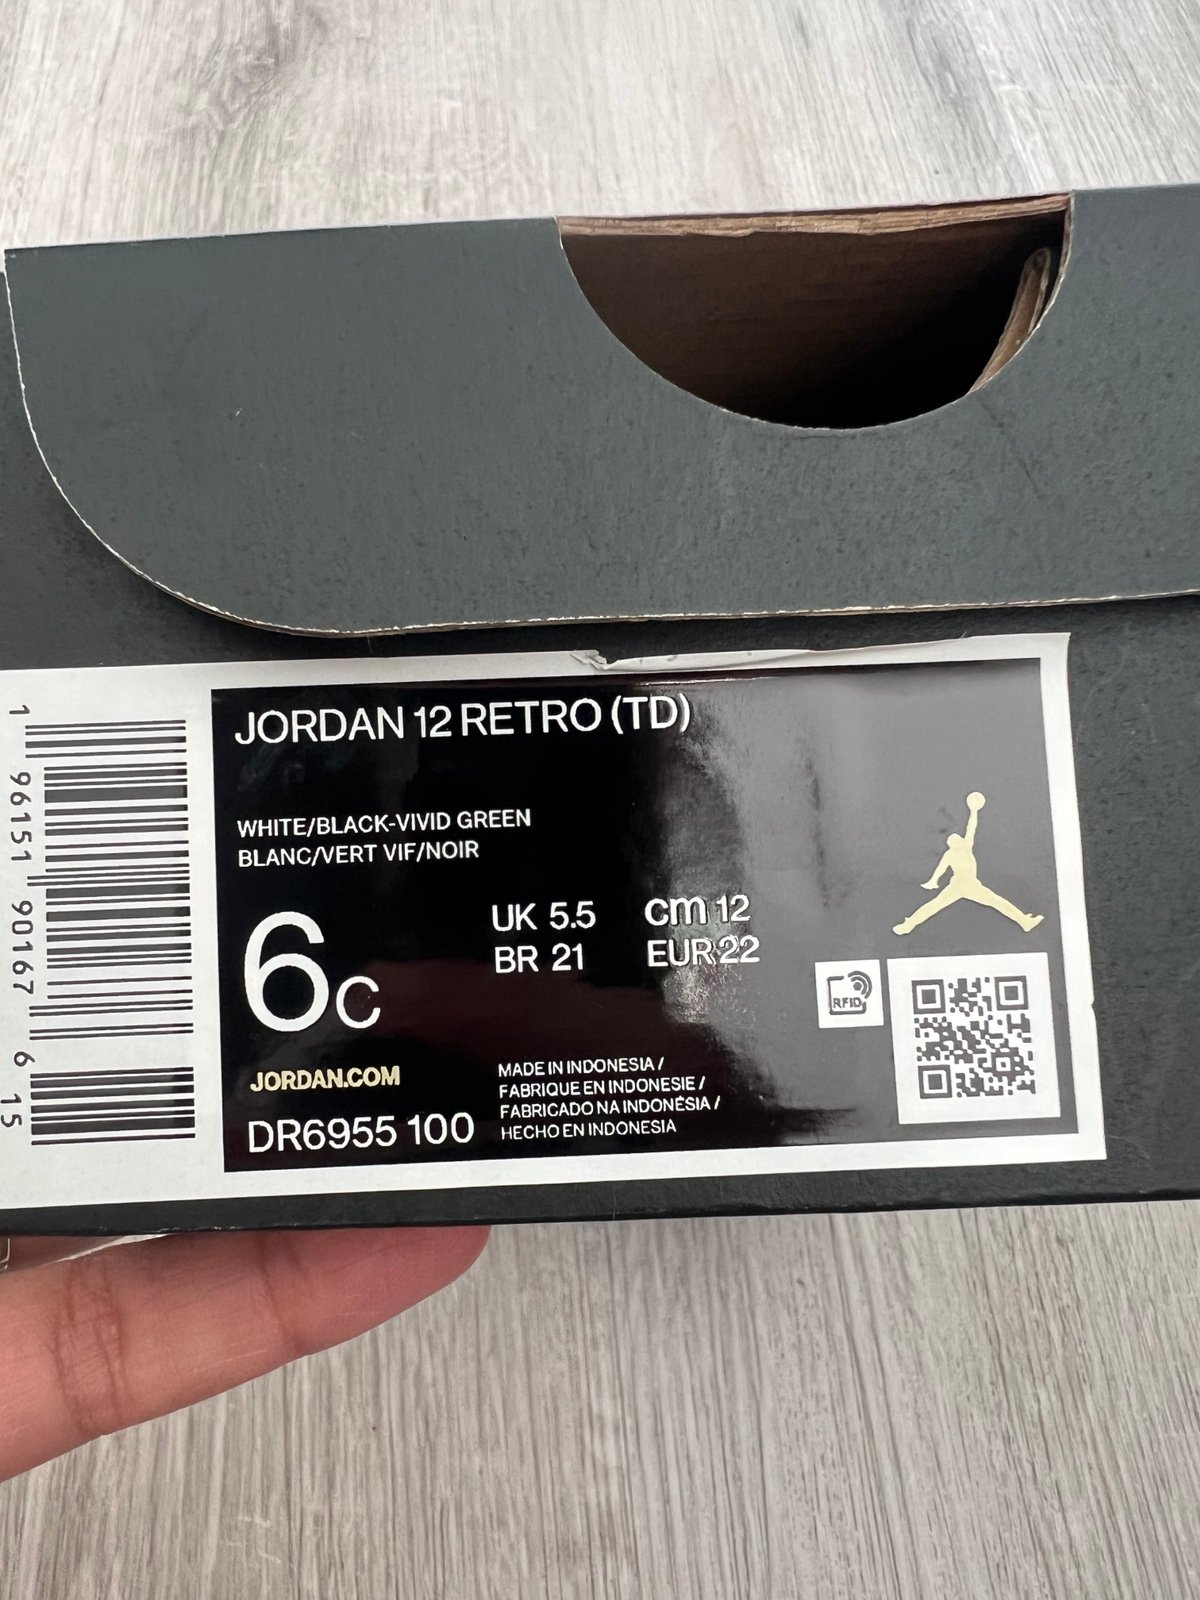 JORDAN 12 RETRO (TD)
WHITE/BLACK-VIVID GREEN
BLANC/VERT VIF/NOIR
6C
UK 5.5
cm 12
BR 21
EUR 22
RFID
JORDAN.COM
DR6955 100
MADE IN INDONESIA /
FABRIQUE EN INDONESIE /
FABRICADO NA INDONÉSIA /
HECHO EN INDONESIA
1 96151 90167 6 15